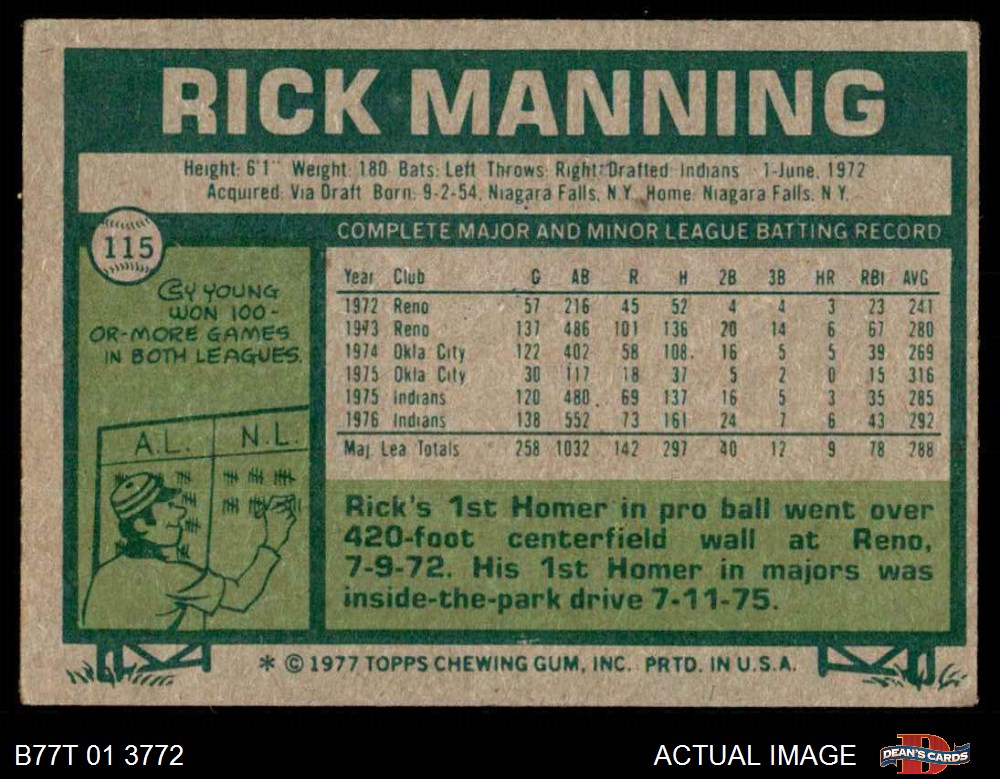 RICK MANNING
Height: 6'1" Weight: 180 Bats: Left Throws: Right Drafted: Indians 1-June, 1972
Acquired: Via Draft Born: 9-2-54, Niagara Falls, N.Y. Home: Niagara Falls, N.Y.
115
COMPLETE MAJOR AND MINOR LEAGUE BATTING RECORD
CY YOUNG
WON 100-
OR-MORE GAMES
IN BOTH LEAGUES.
A.L. N.L.
Year Club G AB R H 2B 3B HR RBI AVG
1972 Reno 57 216 45 52 4 4 3 23 241
1973 Reno 137 486 101 136 20 14 6 67 280
1974 Okla City 122 402 58 108 16 5 5 39 269
1975 Okla City 30 117 18 37 5 2 0 15 316
1975 Indians 120 480 69 137 16 5 3 35 285
1976 Indians 138 552 73 161 24 7 6 43 292
Maj. Lea Totals 258 1032 142 297 40 12 9 78 288
Rick's 1st Homer in pro ball went over
420-foot centerfield wall at Reno,
7-9-72. His 1st Homer in majors was
inside-the-park drive 7-11-75.
* © 1977 TOPPS CHEWING GUM, INC. PRTD. IN U.S.A.
B77T 01 3772
ACTUAL IMAGE
D
DEAN'S CARDS